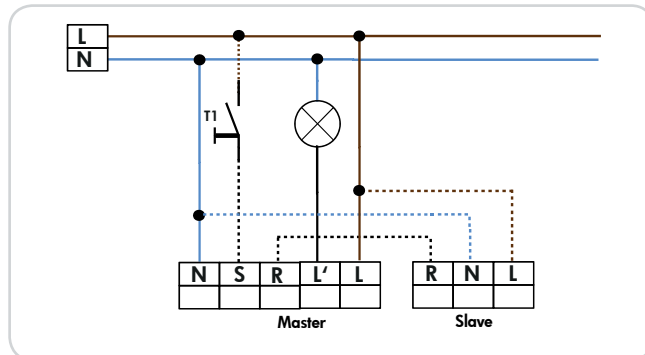 L
N
T1
N S R L' L
R N L
Master
Slave